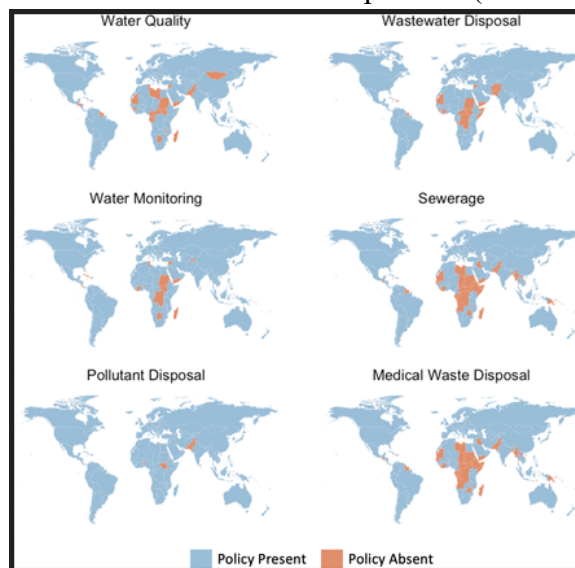 Water Quality
Wastewater Disposal
Water Monitoring
Sewerage
Pollutant Disposal
Medical Waste Disposal
Policy Present
Policy Absent